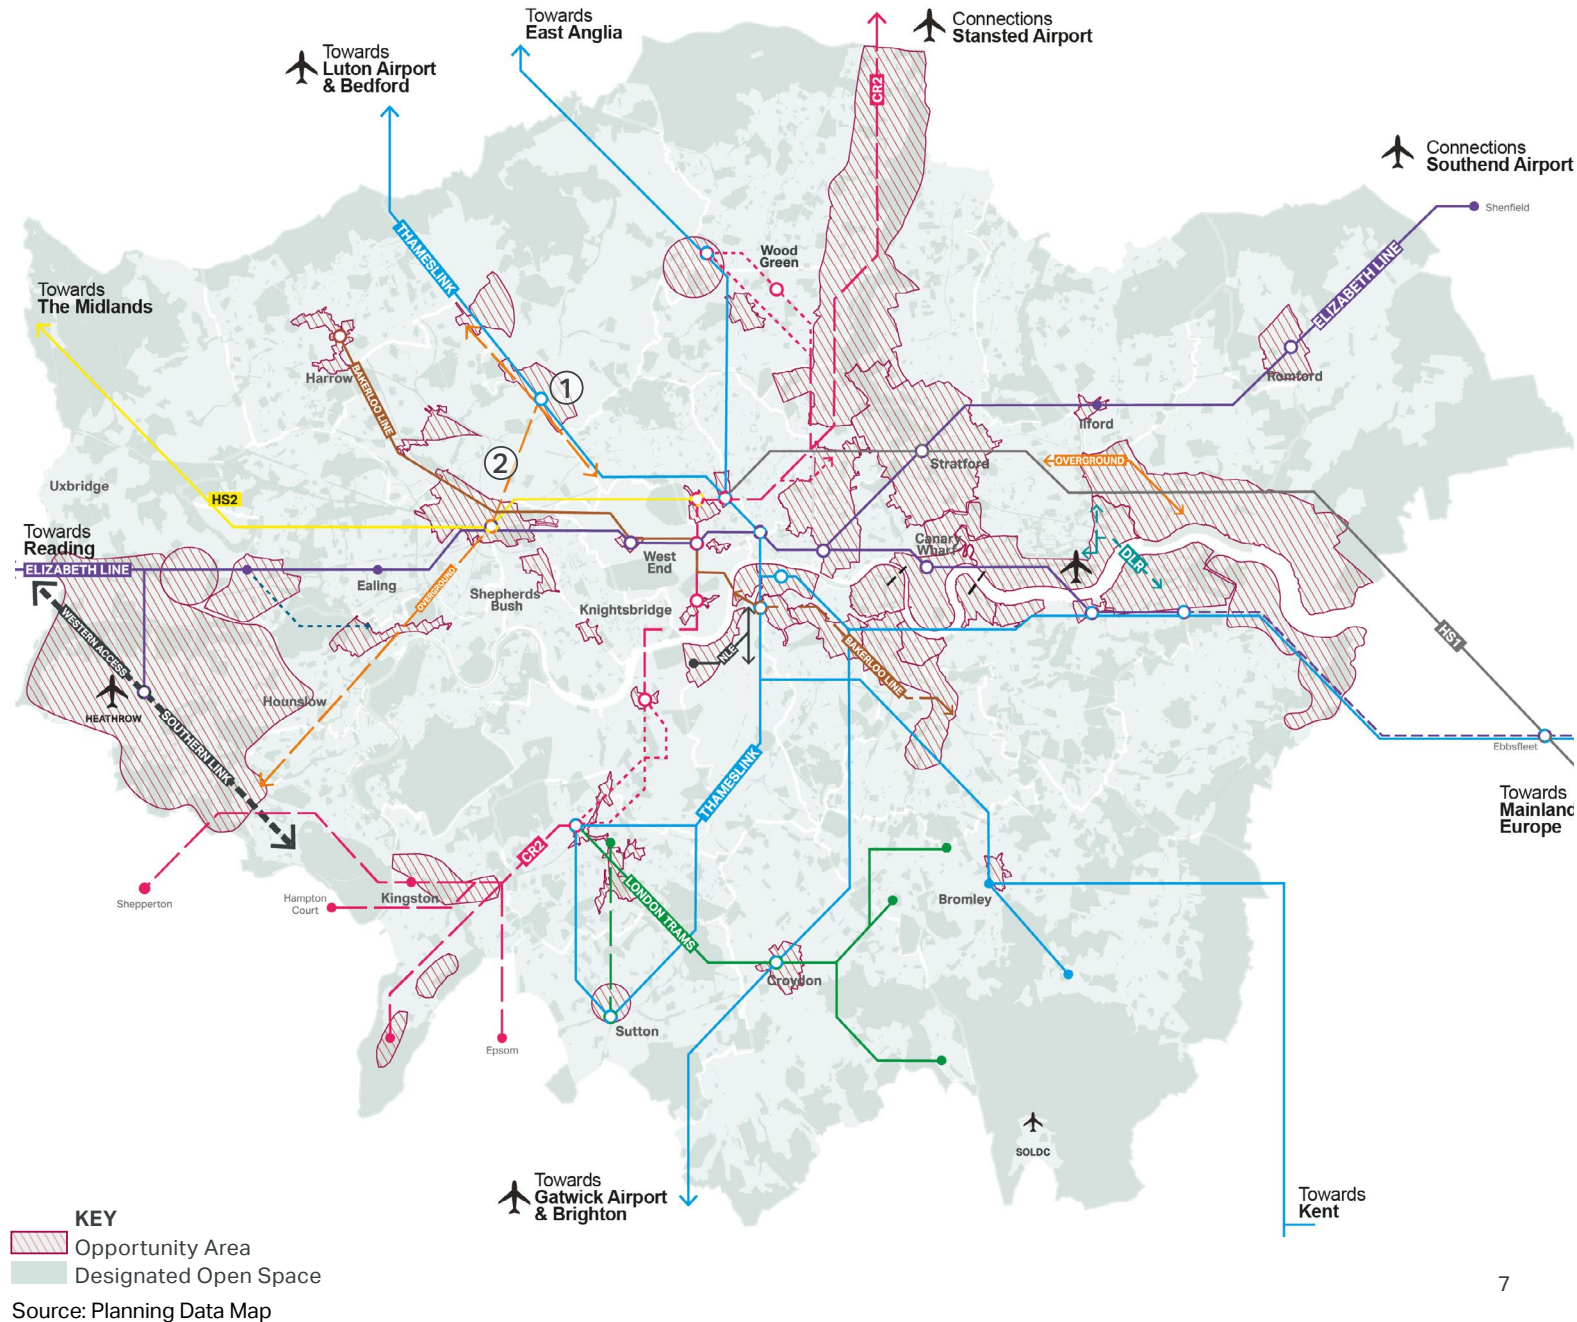 Towards
East Anglia
Connections
Stansted Airport
Towards
Luton Airport
& Bedford
CR2
Connections
Southend Airport
Shenfield
THAMESLINK
Wood
Green
ELIZABETH LINE
Towards
The Midlands
Harrow
BAKERLOO LINE
1
Romford
Ilford
2
Stratford
OVERGROUND
Uxbridge
HS2
Towards
Reading
ELIZABETH LINE
Ealing
OVERGROUND
Shepherds
Bush
West
End
Knightsbridge
Canary
Wharf
DLR
WESTERN ACCESS
HEATHROW
SOUTHERN LINK
Hounslow
NLE
BAKERLOO LINE
HS1
Ebbsfleet
THAMESLINK
Towards
Mainland
Europe
CR2
Shepperton
Hampton
Court
Kingston
LONDON TRAMS
Bromley
Croydon
Sutton
Epsom
SOLDC
Towards
Gatwick Airport
& Brighton
Towards
Kent
KEY
Opportunity Area
Designated Open Space
Source: Planning Data Map
7